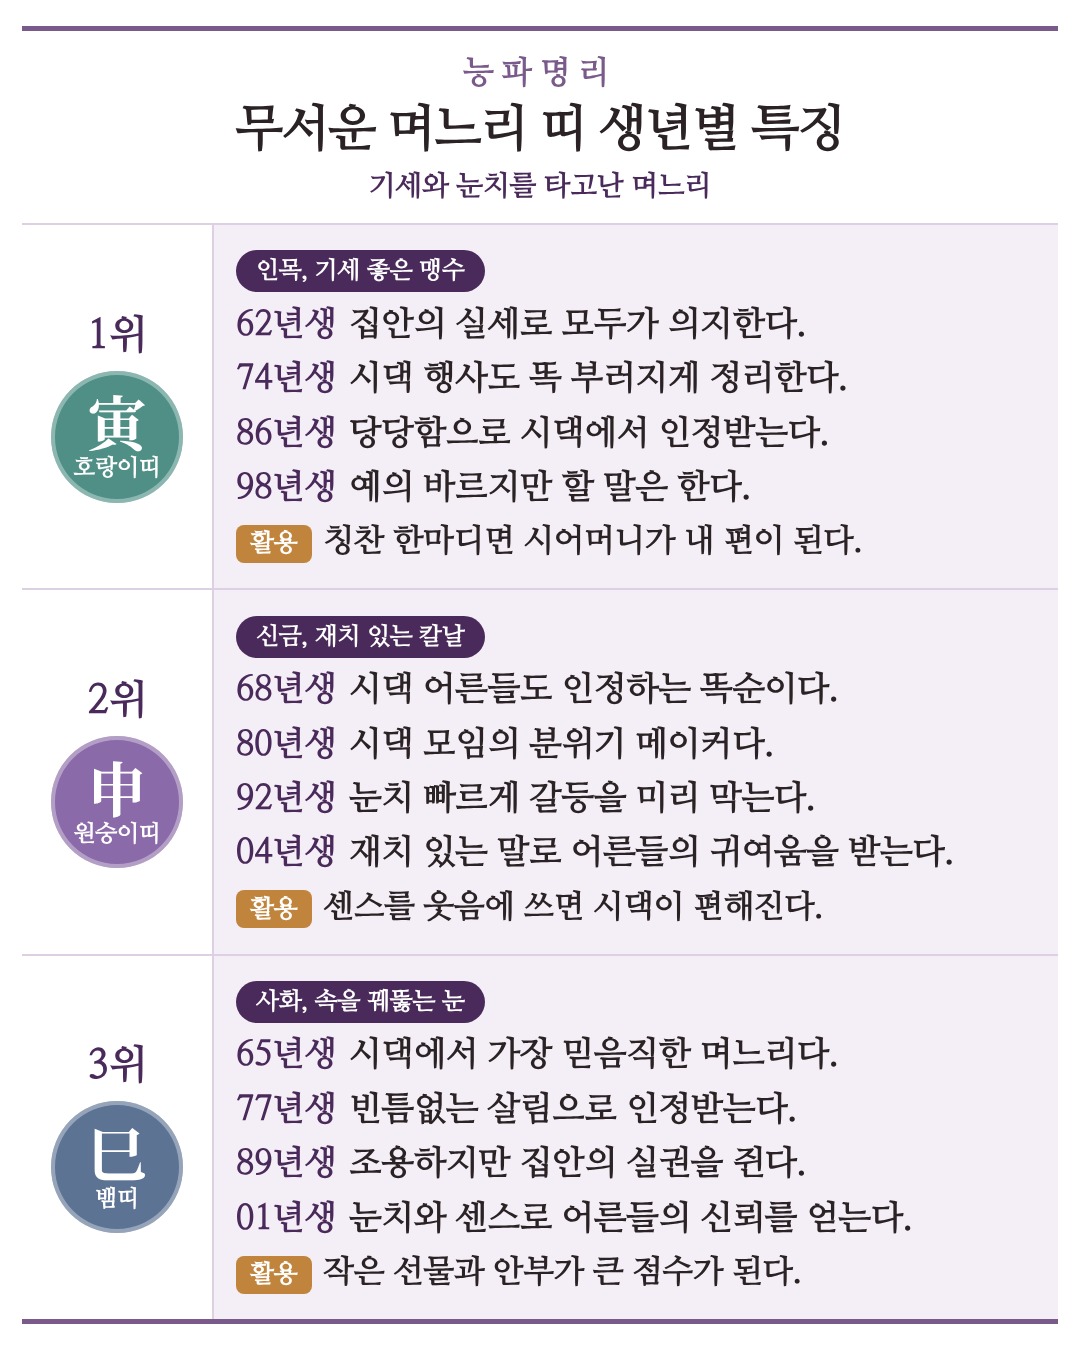 능파명리
무서운 며느리 띠 생년별 특징
기세와 눈치를 타고난 며느리
1위
寅
호랑이띠
인목, 기세 좋은 맹수
62년생 집안의 실세로 모두가 의지한다.
74년생 시댁 행사도 똑 부러지게 정리한다.
86년생 당당함으로 시댁에서 인정받는다.
98년생 예의 바르지만 할 말은 한다.
활용 칭찬 한마디면 시어머니가 내 편이 된다.
2위
申
원숭이띠
신금, 재치 있는 칼날
68년생 시댁 어른들도 인정하는 똑순이다.
80년생 시댁 모임의 분위기 메이커다.
92년생 눈치 빠르게 갈등을 미리 막는다.
04년생 재치 있는 말로 어른들의 귀여움을 받는다.
활용 센스를 웃음에 쓰면 시댁이 편해진다.
3위
巳
뱀띠
사화, 속을 꿰뚫는 눈
65년생 시댁에서 가장 믿음직한 며느리다.
77년생 빈틈없는 살림으로 인정받는다.
89년생 조용하지만 집안의 실권을 쥔다.
01년생 눈치와 센스로 어른들의 신뢰를 얻는다.
활용 작은 선물과 안부가 큰 점수가 된다.